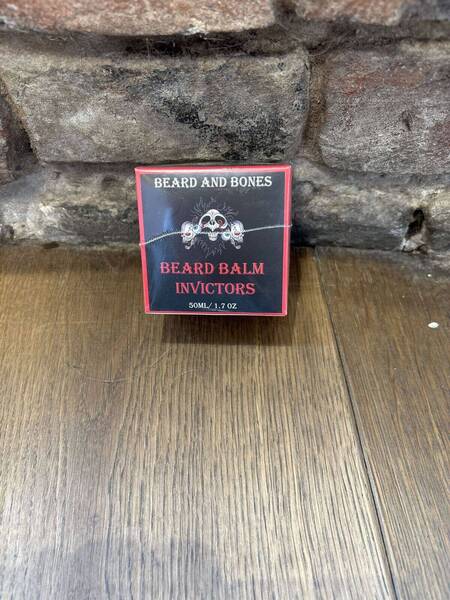 BEARD AND BONES
BEARD BALM
INVICTORS
50ML/ 1.7 OZ